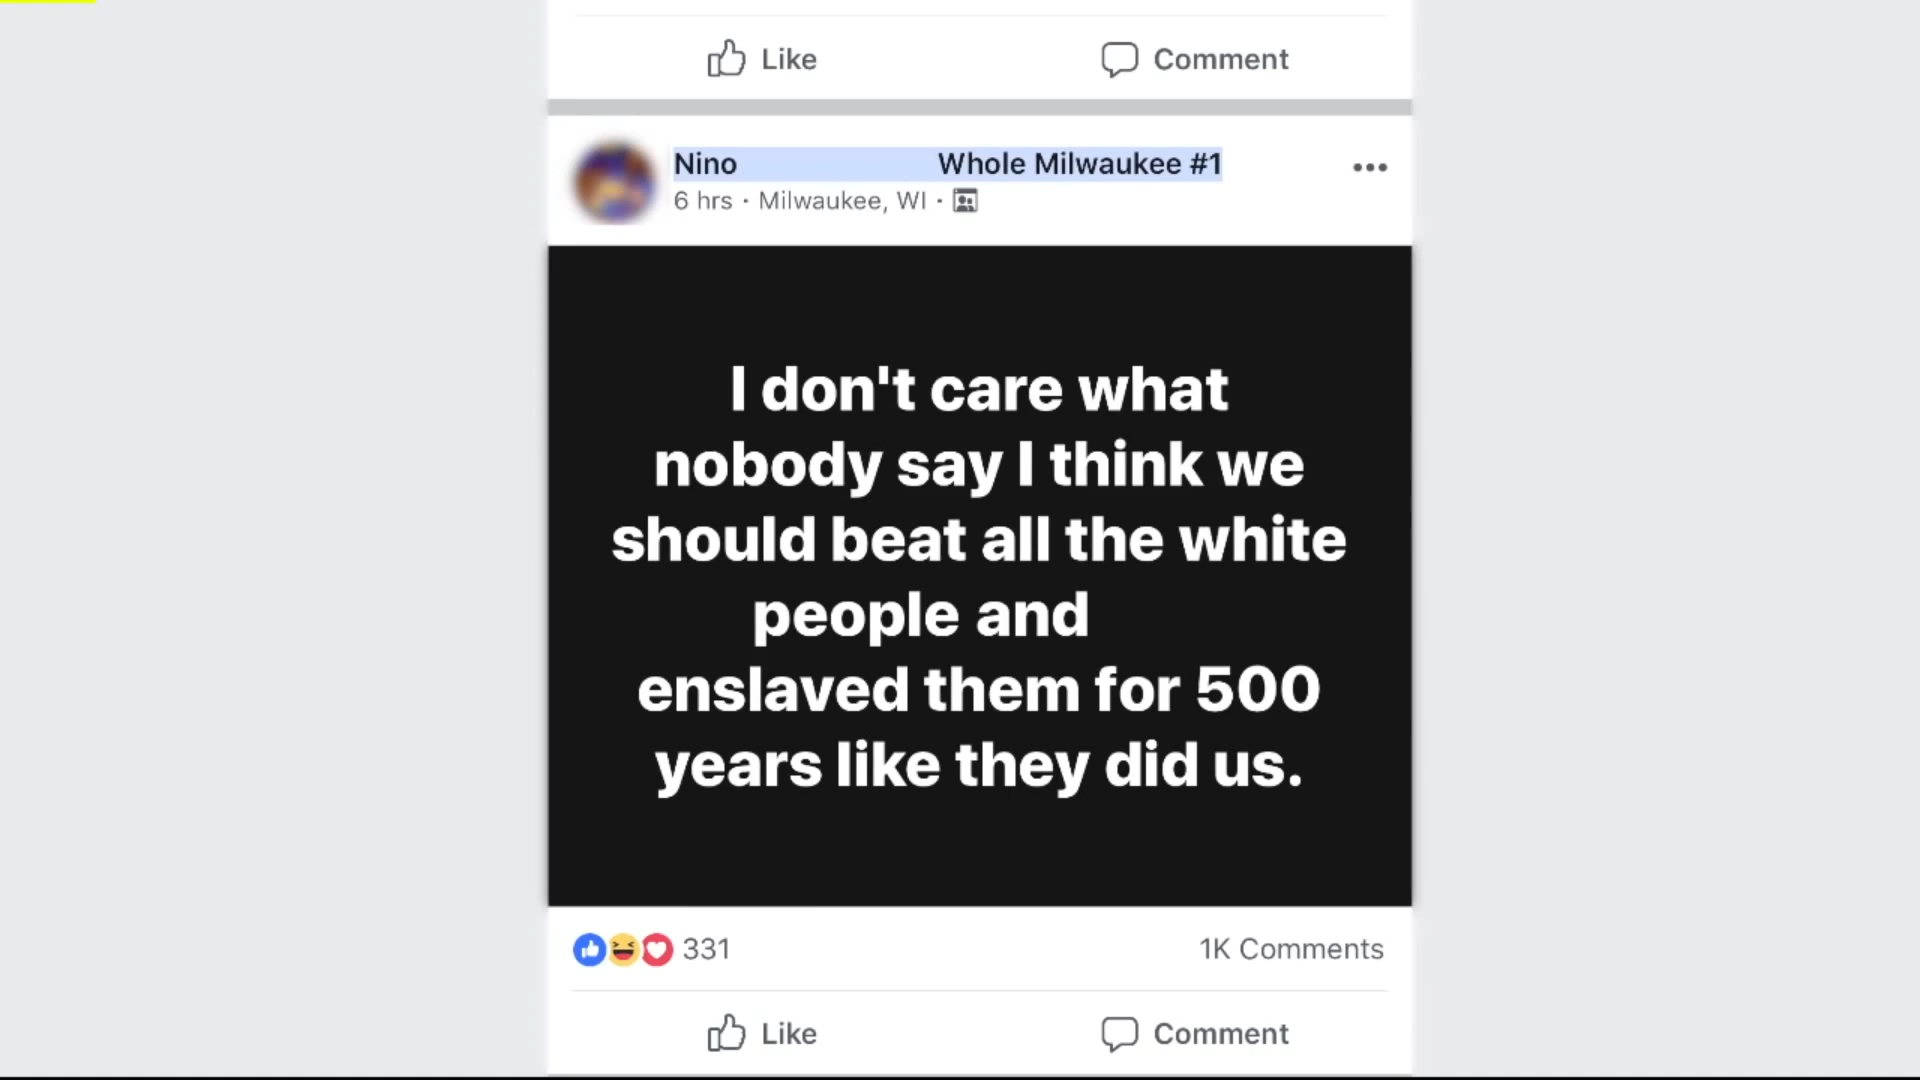 Like Comment
Nino Whole Milwaukee #1
6 hrs · Milwaukee, WI ·
I don't care what
nobody say I think we
should beat all the white
people and
enslaved them for 500
years like they did us.
331 1K Comments
Like Comment